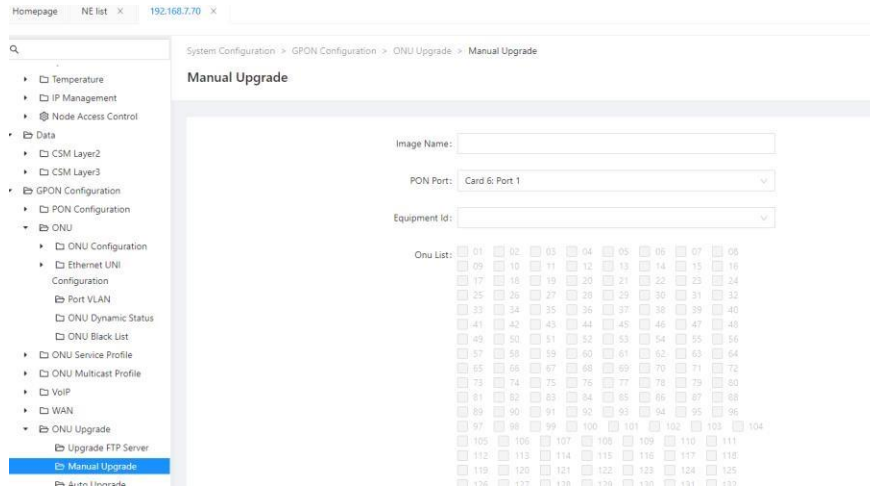 Homepage NE list × 192.168.7.70 ×
System Configuration > GPON Configuration > ONU Upgrade > Manual Upgrade
Manual Upgrade
Temperature
IP Management
Node Access Control
Data
CSM Layer2
CSM Layer3
GPON Configuration
PON Configuration
ONU
ONU Configuration
Ethernet UNI
Configuration
Port VLAN
ONU Dynamic Status
ONU Black List
ONU Service Profile
ONU Multicast Profile
VoIP
WAN
ONU Upgrade
Upgrade FTP Server
Manual Upgrade
Auto Upgrade
Image Name:
PON Port: Card 6: Port 1
Equipment Id:
Onu List: 01 02 03 04 05 06 07 08
09 10 11 12 13 14 15 16
17 18 19 20 21 22 23 24
25 26 27 28 29 30 31 32
33 34 35 36 37 38 39 40
41 42 43 44 45 46 47 48
49 50 51 52 53 54 55 56
57 58 59 60 61 62 63 64
65 66 67 68 69 70 71 72
73 74 75 76 77 78 79 80
81 82 83 84 85 86 87 88
89 90 91 92 93 94 95 96
97 98 99 100 101 102 103 104
105 106 107 108 109 110 111
112 113 114 115 116 117 118
119 120 121 122 123 124 125
126 127 128 129 130 131 132